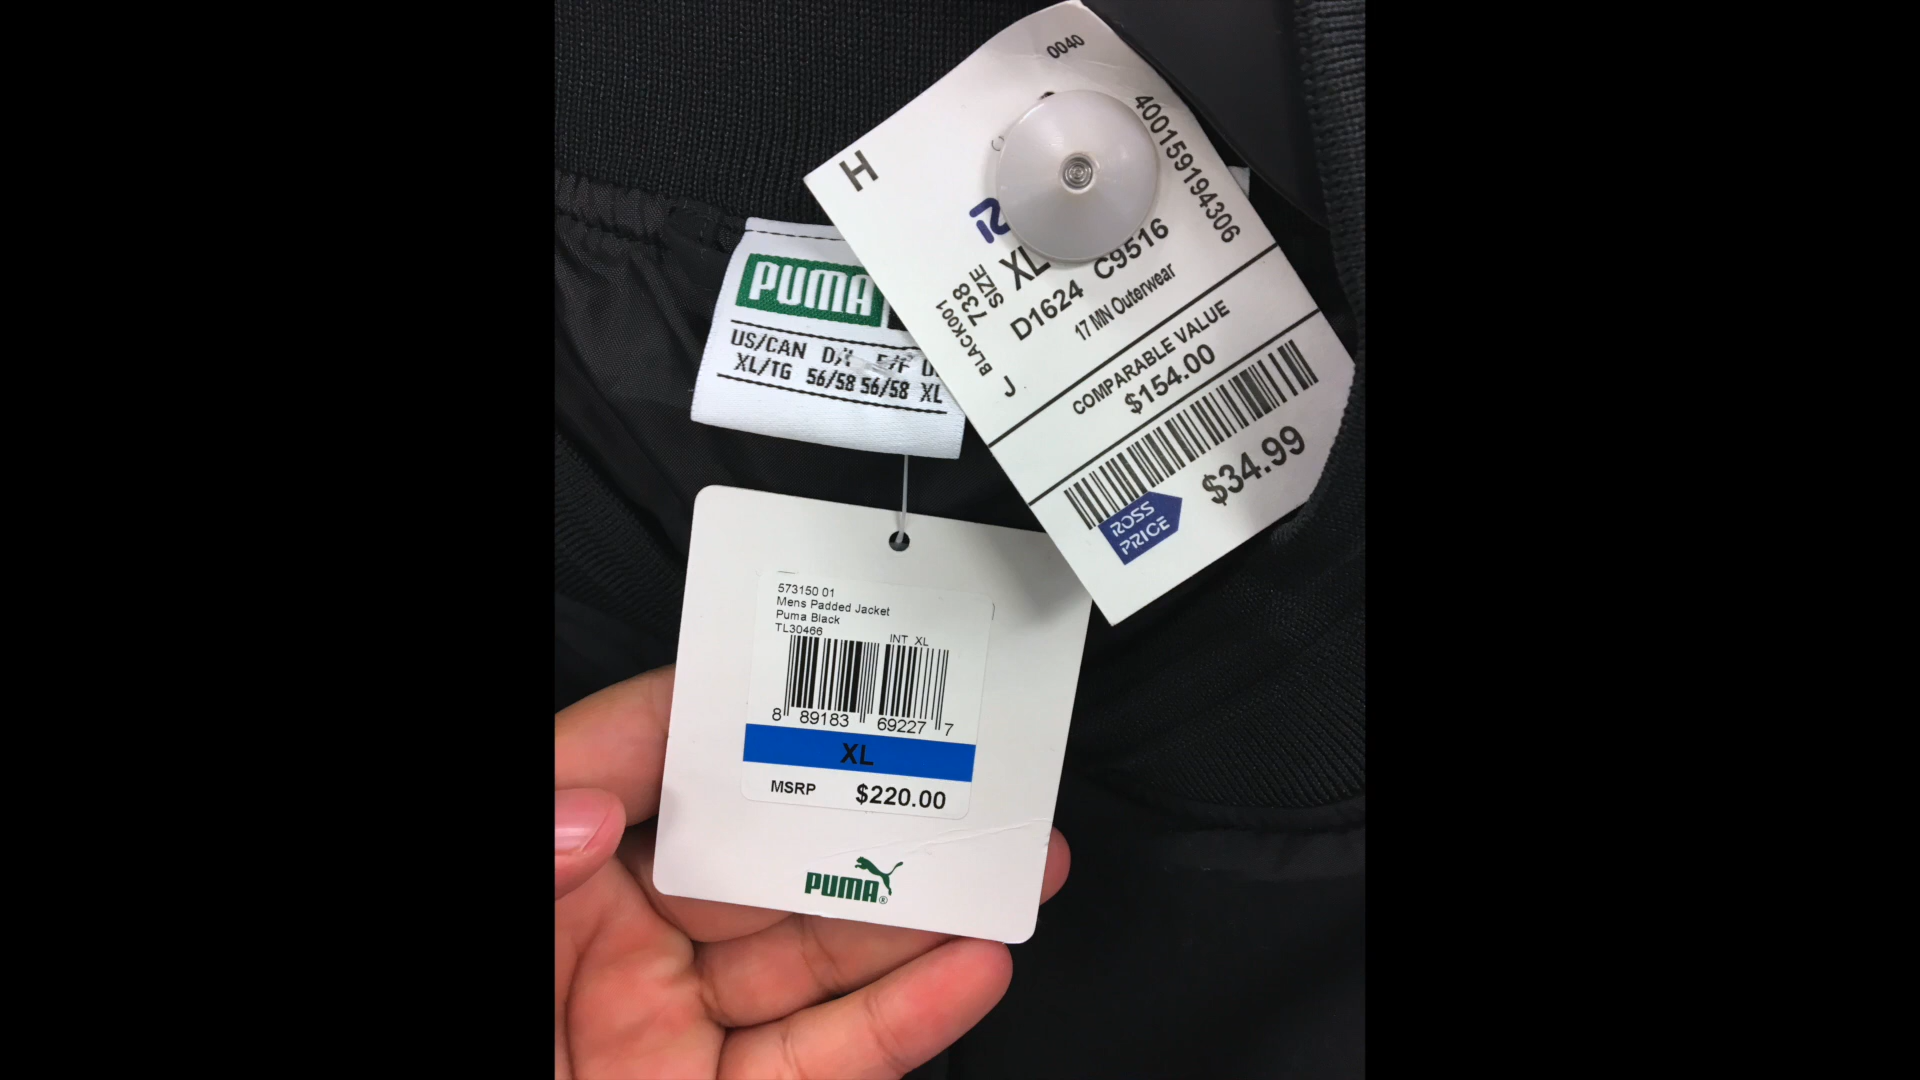 0040
400159194306
H
XL
SIZE
738
BLACK001
D1624 C9516
17 MN Outerwear
J
COMPARABLE VALUE
$154.00
$34.99
ROSS
PRICE
PUMA
US/CAN
XL/TG 56/58 56/58 XL
573150 01
Mens Padded Jacket
Puma Black
TL30466
INT XL
8 89183 69227 7
XL
MSRP $220.00
PUMA®